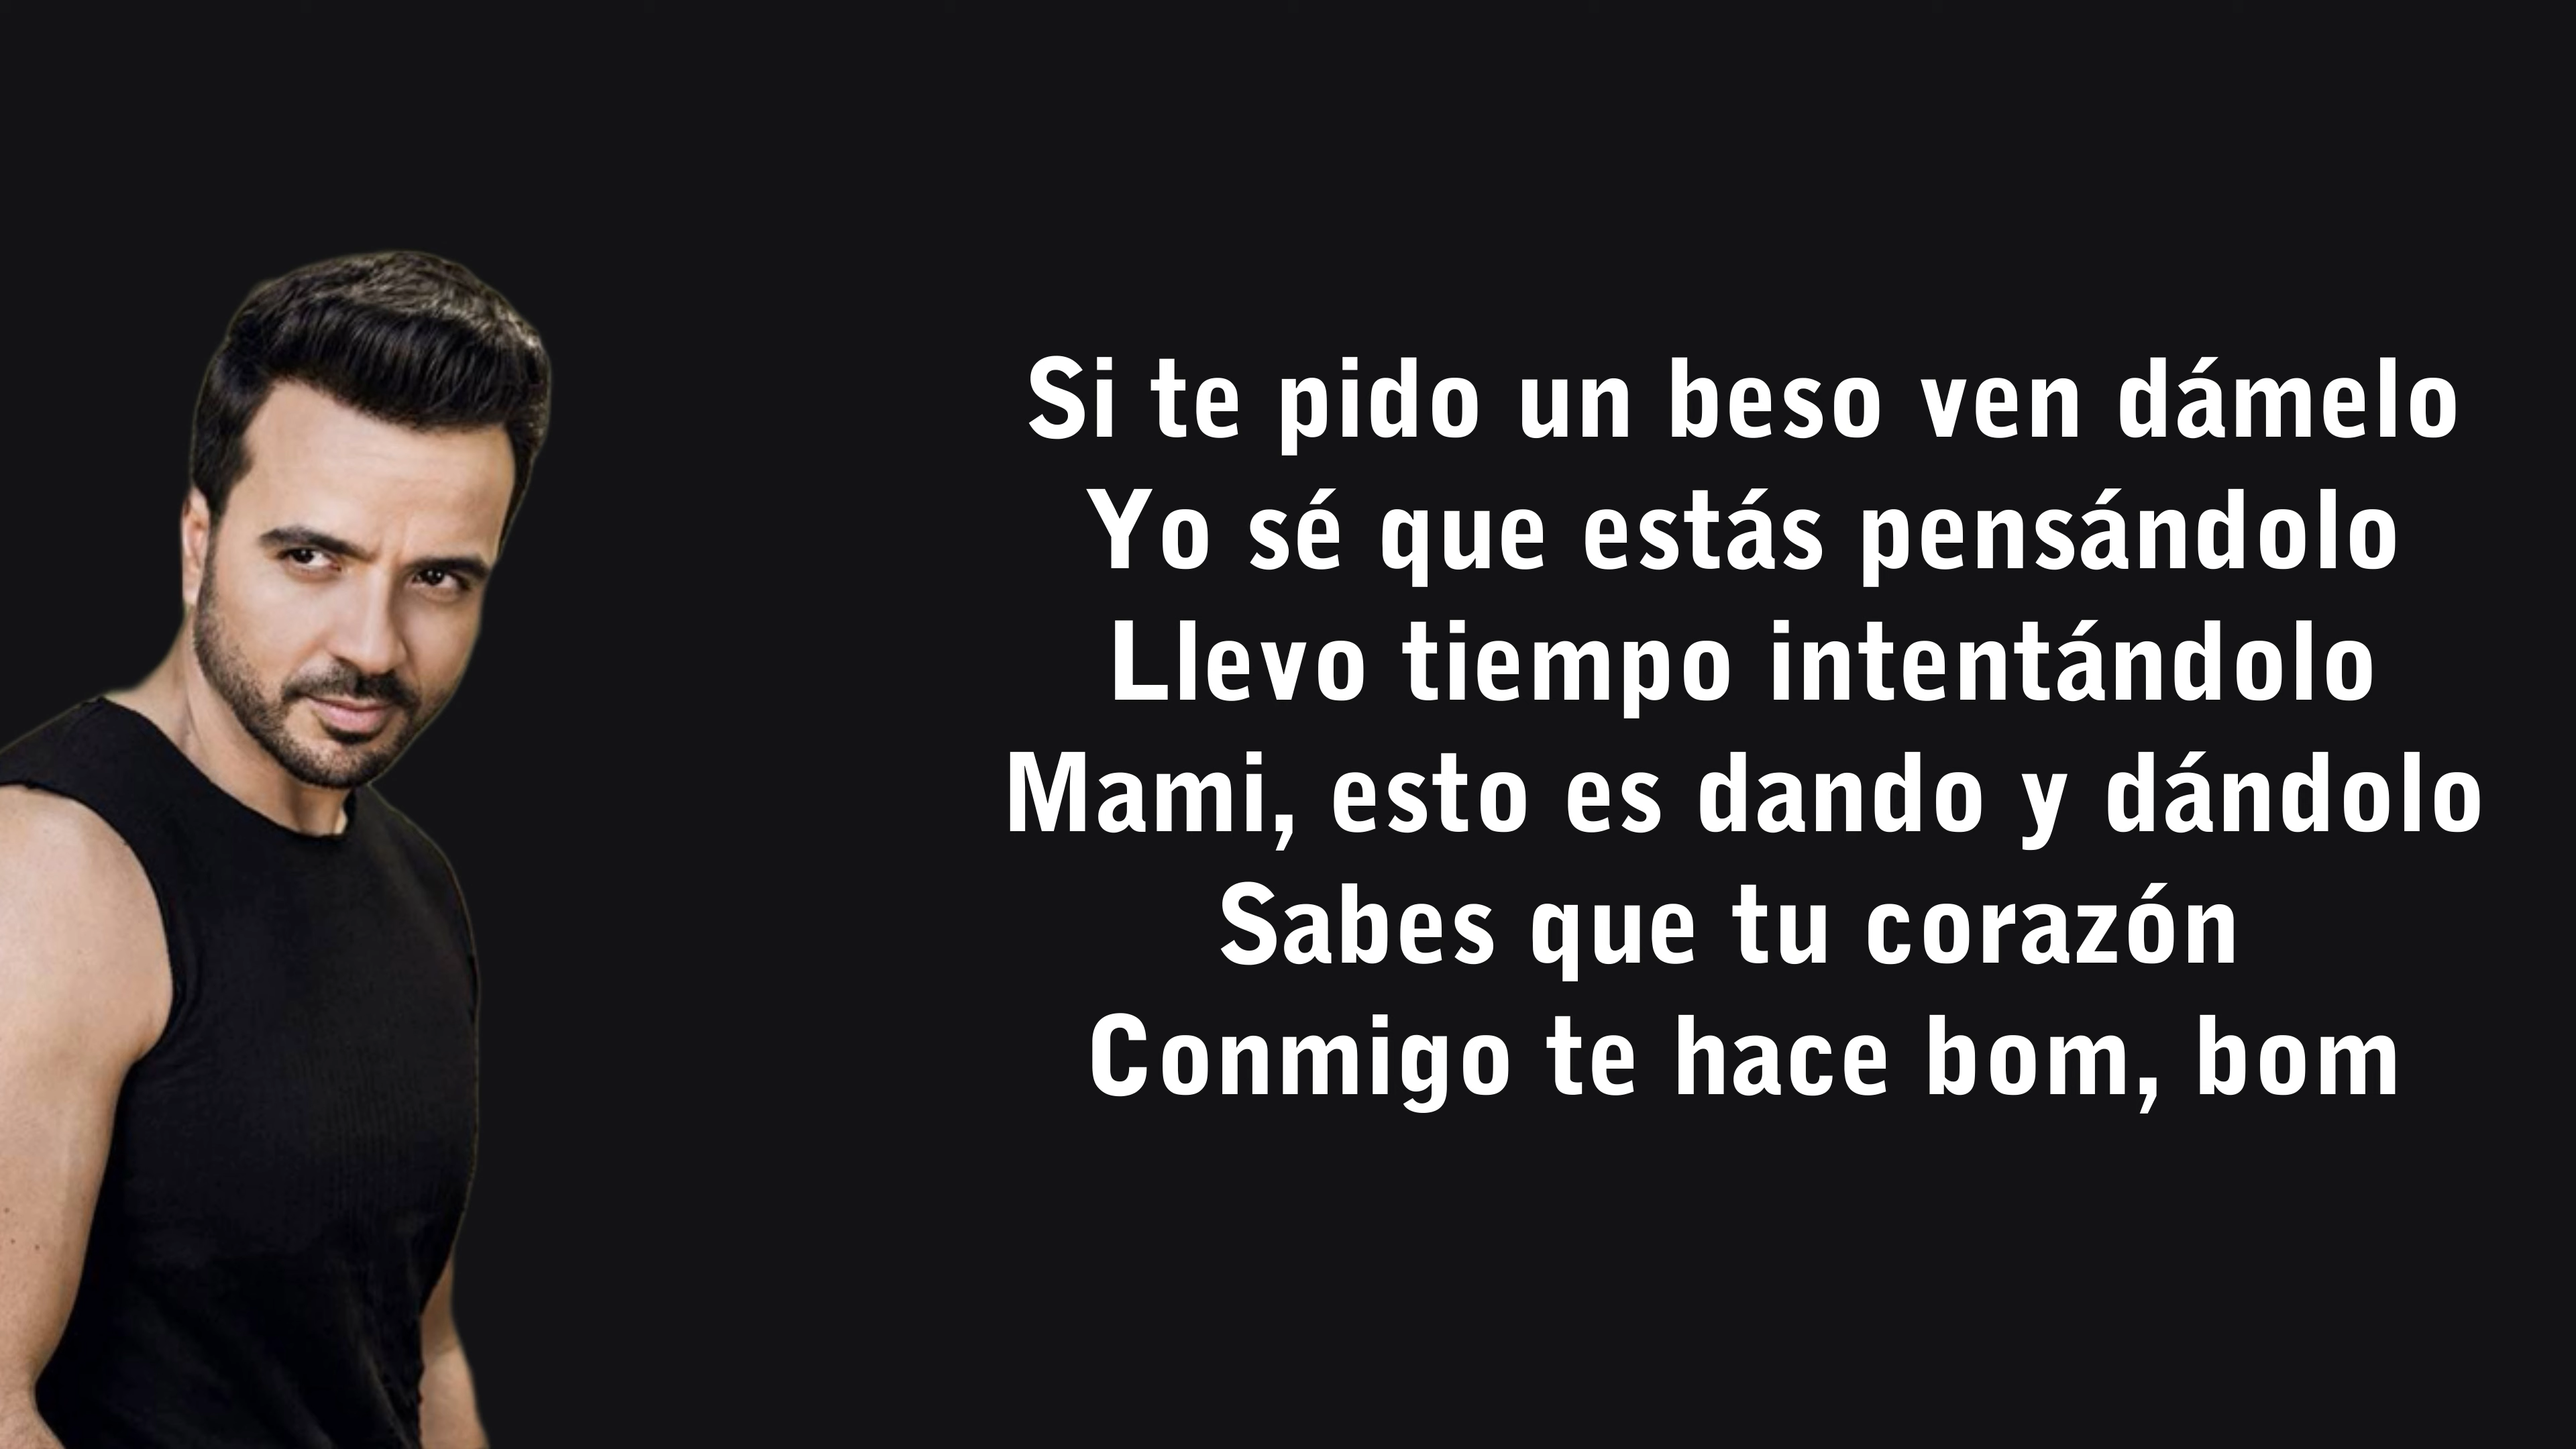 Si te pido un beso ven dámelo
Yo sé que estás pensándolo
Llevo tiempo intentándolo
Mami, esto es dando y dándolo
Sabes que tu corazón
Conmigo te hace bom, bom